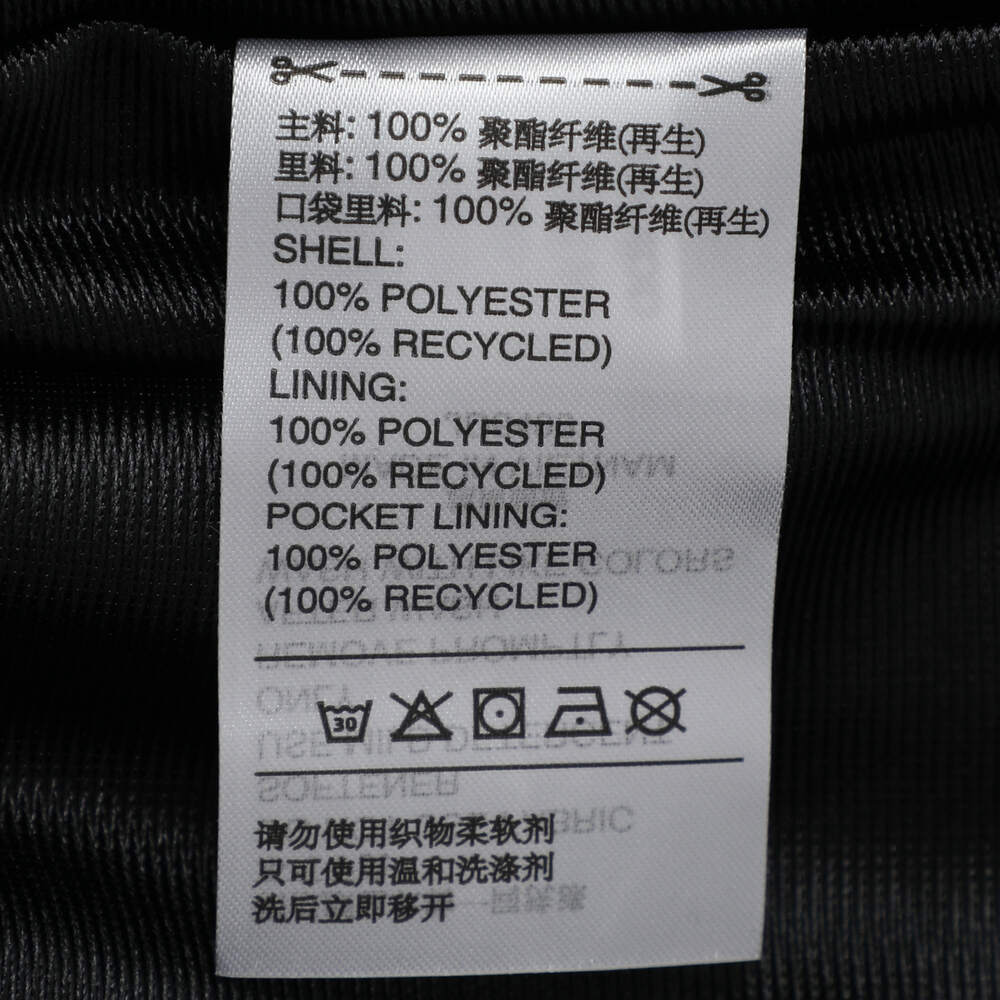 主料: 100% 聚酯纤维(再生)
里料: 100% 聚酯纤维(再生)
口袋里料: 100% 聚酯纤维(再生)
SHELL:
100% POLYESTER
(100% RECYCLED)
LINING:
100% POLYESTER
(100% RECYCLED)
POCKET LINING:
100% POLYESTER
(100% RECYCLED)
30
请勿使用织物柔软剂
只可使用温和洗涤剂
洗后立即移开